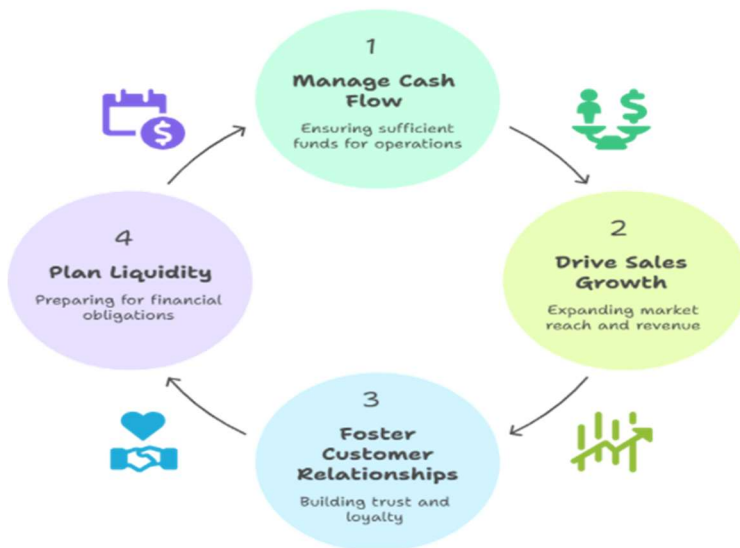 1
Manage Cash
Flow
Ensuring sufficient
funds for operations
2
Drive Sales
Growth
Expanding market
reach and revenue
3
Foster
Customer
Relationships
Building trust and
loyalty
4
Plan Liquidity
Preparing for financial
obligations